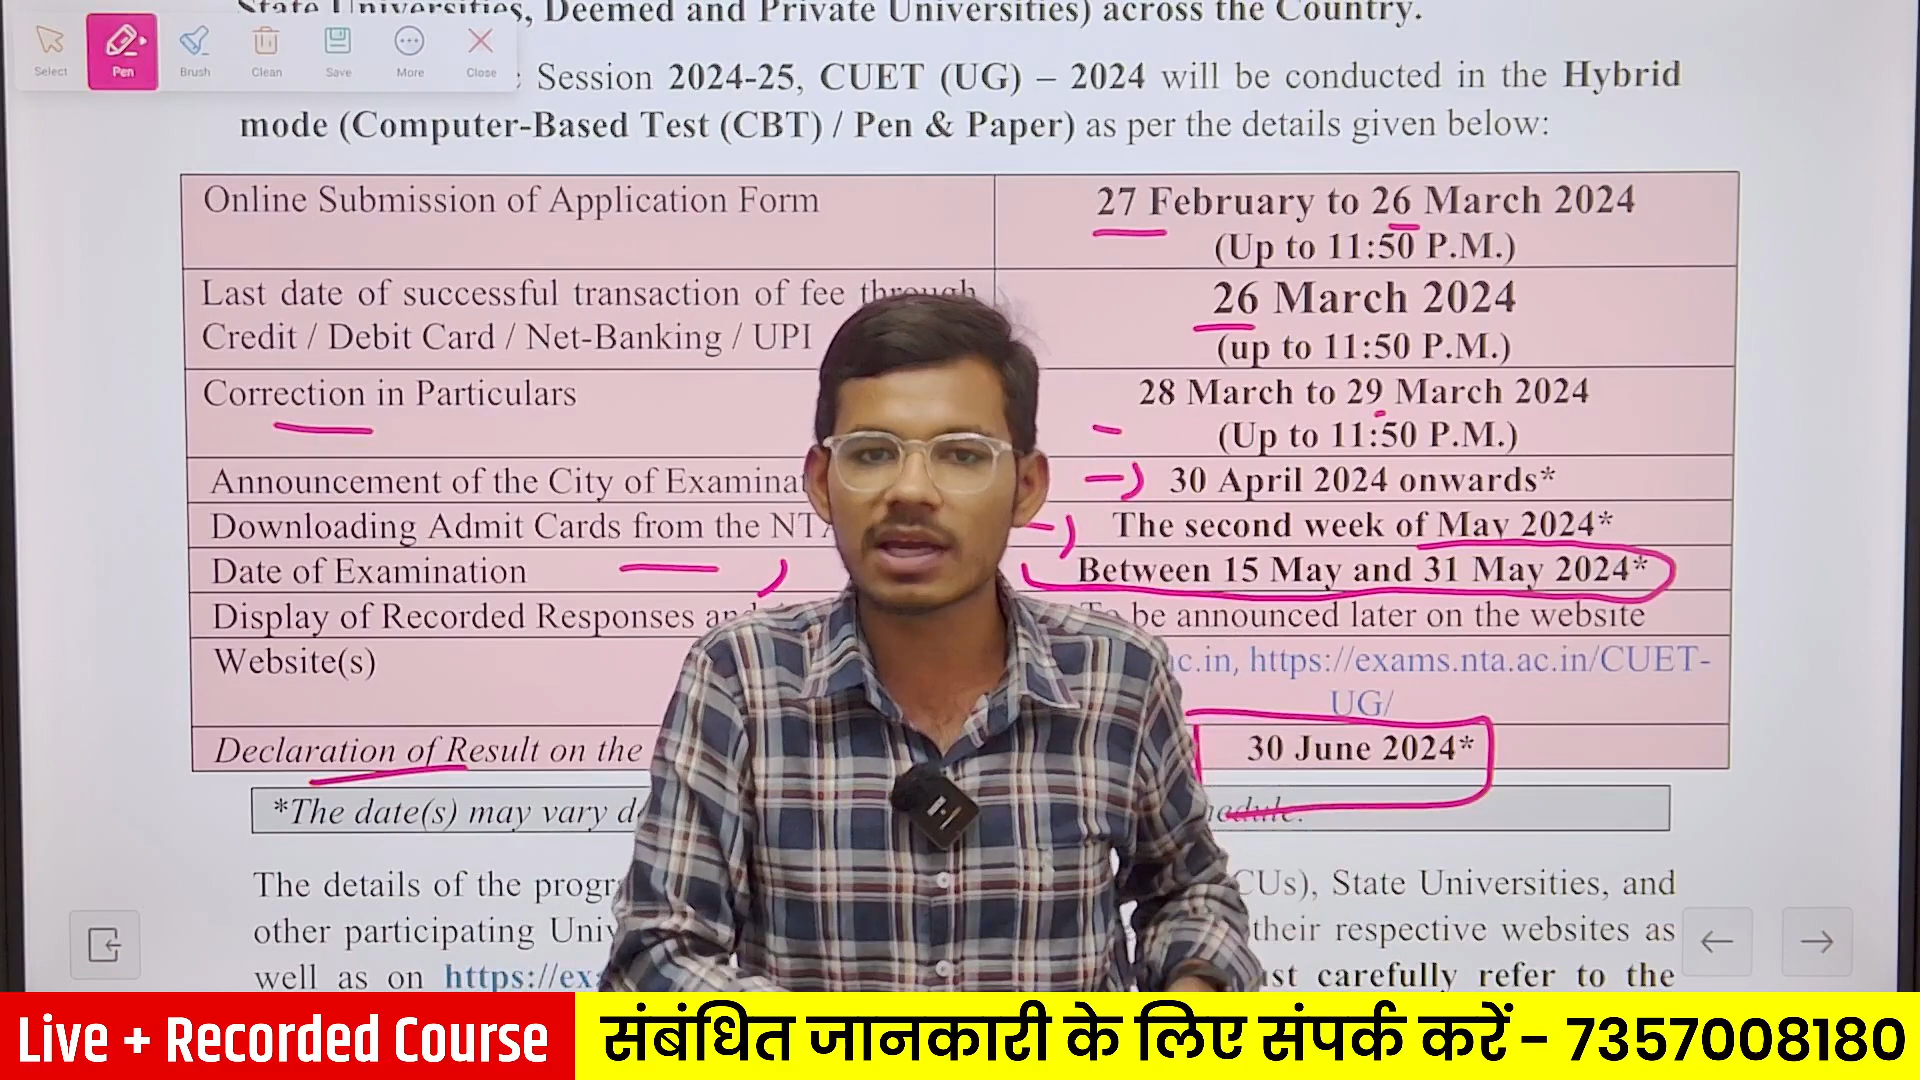 State Universities, Deemed and Private Universities) across the Country.
Select Pen Brush Clean Save More Close
Session 2024-25, CUET (UG) – 2024 will be conducted in the Hybrid
mode (Computer-Based Test (CBT) / Pen & Paper) as per the details given below:
Online Submission of Application Form
27 February to 26 March 2024
(Up to 11:50 P.M.)
Last date of successful transaction of fee through
Credit / Debit Card / Net-Banking / UPI
26 March 2024
(up to 11:50 P.M.)
Correction in Particulars
28 March to 29 March 2024
(Up to 11:50 P.M.)
Announcement of the City of
30 April 2024 onwards*
Downloading Admit Cards from the
The second week of May 2024*
Date of Examination
Between 15 May and 31 May 2024*
Display of Recorded Responses
be announced later on the website
Website(s)
c.in, https://exams.nta.ac.in/CUET-
UG/
Declaration of Result on the
30 June 2024*
*The date(s) may vary
The details of the
CUs), State Universities, and
other participating
their respective websites as
well as on
carefully refer to the
Live + Recorded Course
संबंधित जानकारी के लिए संपर्क करें – 7357008180